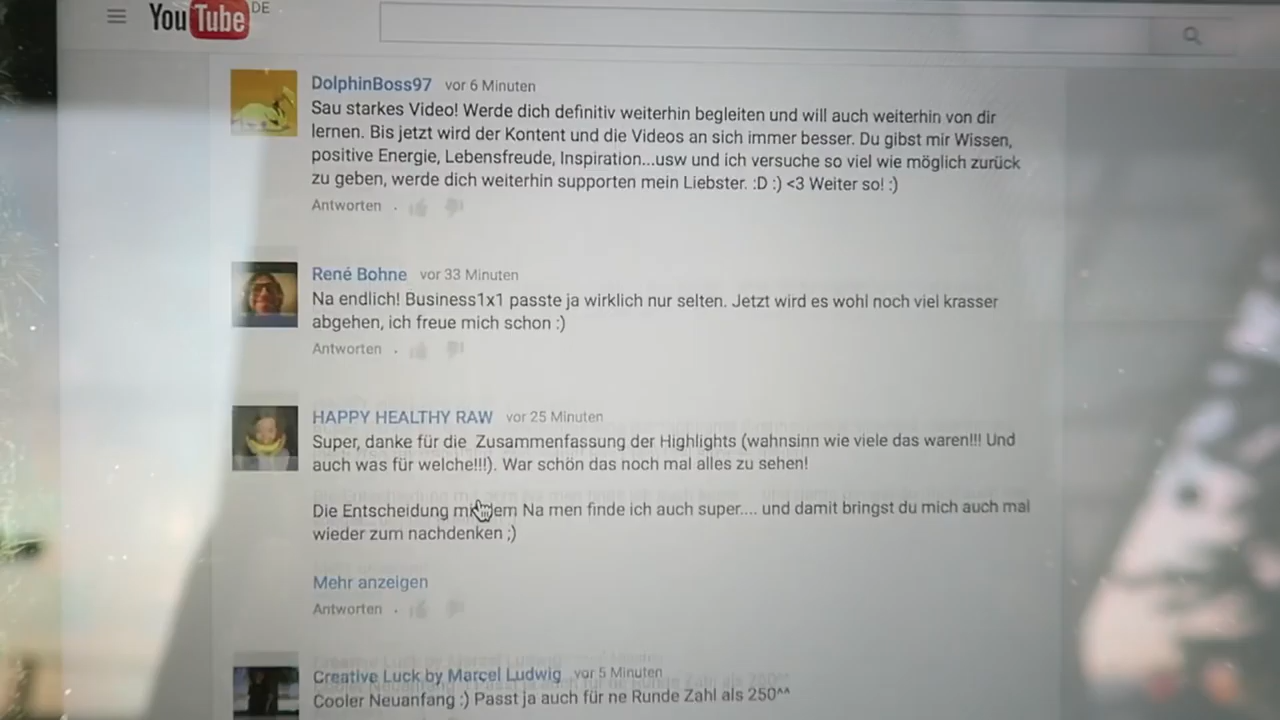 YouTube DE
DolphinBoss97 vor 6 Minuten
Sau starkes Video! Werde dich definitiv weiterhin begleiten und will auch weiterhin von dir
lernen. Bis jetzt wird der Kontent und die Videos an sich immer besser. Du gibst mir Wissen,
positive Energie, Lebensfreude, Inspiration...usw und ich versuche so viel wie möglich zurück
zu geben, werde dich weiterhin supporten mein Liebster. :D :) <3 Weiter so! :)
Antworten ·
René Bohne vor 33 Minuten
Na endlich! Business1x1 passte ja wirklich nur selten. Jetzt wird es wohl noch viel krasser
abgehen, ich freue mich schon :)
Antworten ·
HAPPY HEALTHY RAW vor 25 Minuten
Super, danke für die Zusammenfassung der Highlights (wahnsinn wie viele das waren!!! Und
auch was für welche!!!). War schön das noch mal alles zu sehen!
Die Entscheidung mit dem Na men finde ich auch super.... und damit bringst du mich auch mal
wieder zum nachdenken ;)
Mehr anzeigen
Antworten ·
Creative Luck by Marcel Ludwig vor 5 Minuten
Cooler Neuanfang :) Passt ja auch für ne Runde Zahl als 250^^